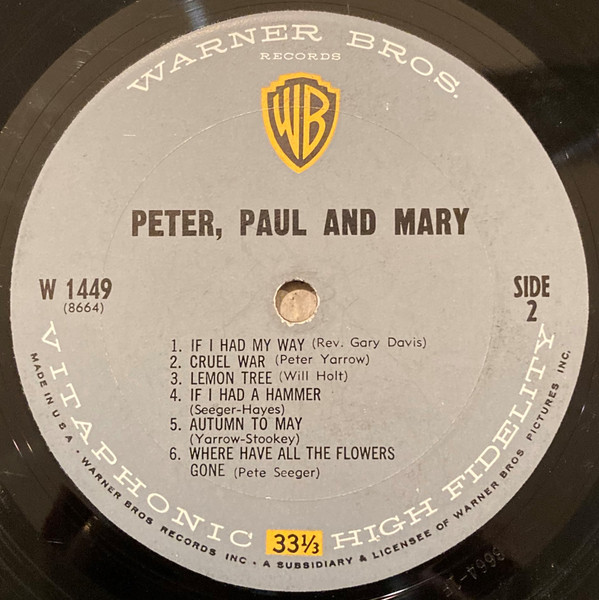 WARNER BROS.
RECORDS
WB
PETER, PAUL AND MARY
W 1449
(8664)
SIDE
2
1. IF I HAD MY WAY (Rev. Gary Davis)
2. CRUEL WAR (Peter Yarrow)
3. LEMON TREE (Will Holt)
4. IF I HAD A HAMMER
(Seeger-Hayes)
5. AUTUMN TO MAY
(Yarrow-Stookey)
6. WHERE HAVE ALL THE FLOWERS
GONE (Pete Seeger)
VITAPHONIC 33⅓ HIGH FIDELITY
MADE IN U.S.A. • WARNER BROS RECORDS INC • A SUBSIDIARY & LICENSEE OF WARNER BROS PICTURES INC.